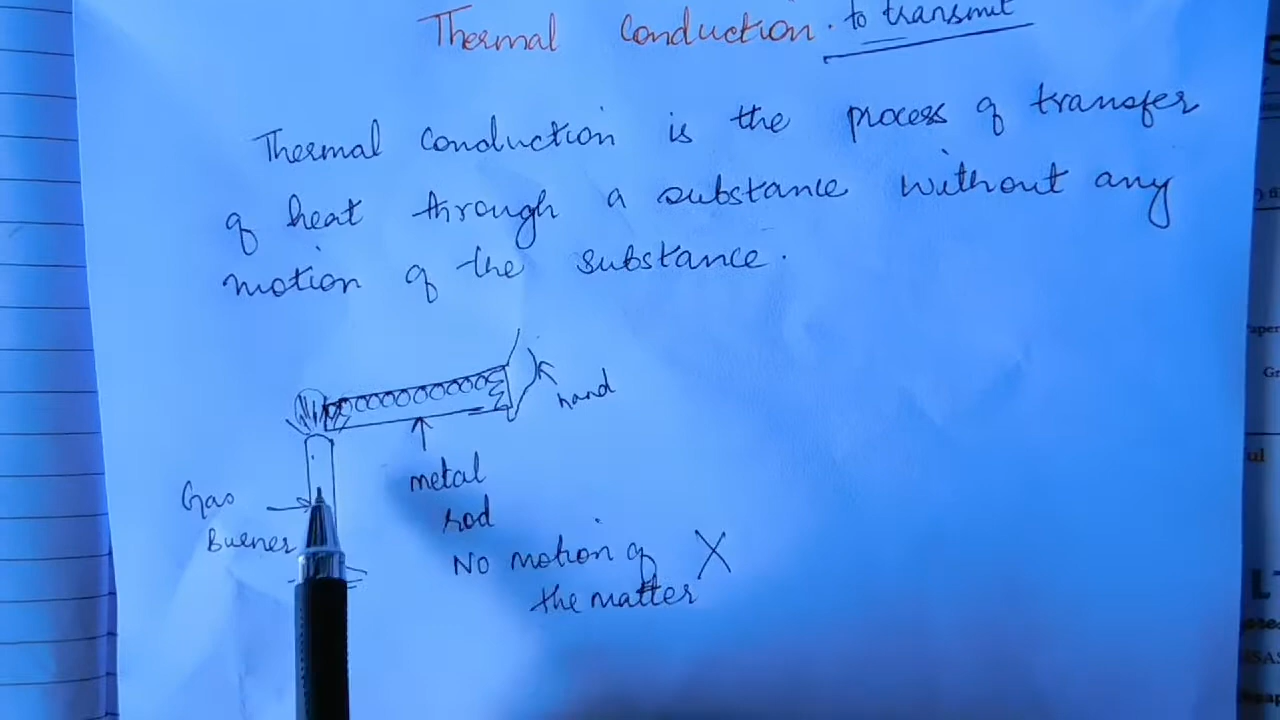 Thermal Conduction. to transmit
Thermal Conduction is the process of transfer
of heat through a substance without any
motion of the substance.
hand
metal
rod
Gas
Burner
No motion of X
the matter